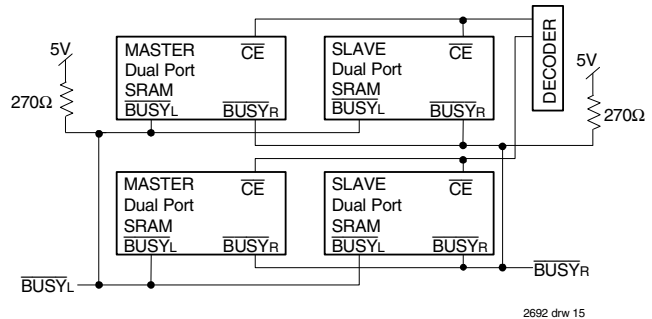 5V
270Ω
MASTER
Dual Port
SRAM
BUSYL
BUSYR
CE
SLAVE
Dual Port
SRAM
BUSYL
BUSYR
CE
DECODER
5V
270Ω
MASTER
Dual Port
SRAM
BUSYL
BUSYR
CE
SLAVE
Dual Port
SRAM
BUSYL
BUSYR
CE
BUSYL
BUSYR
2692 drw 15